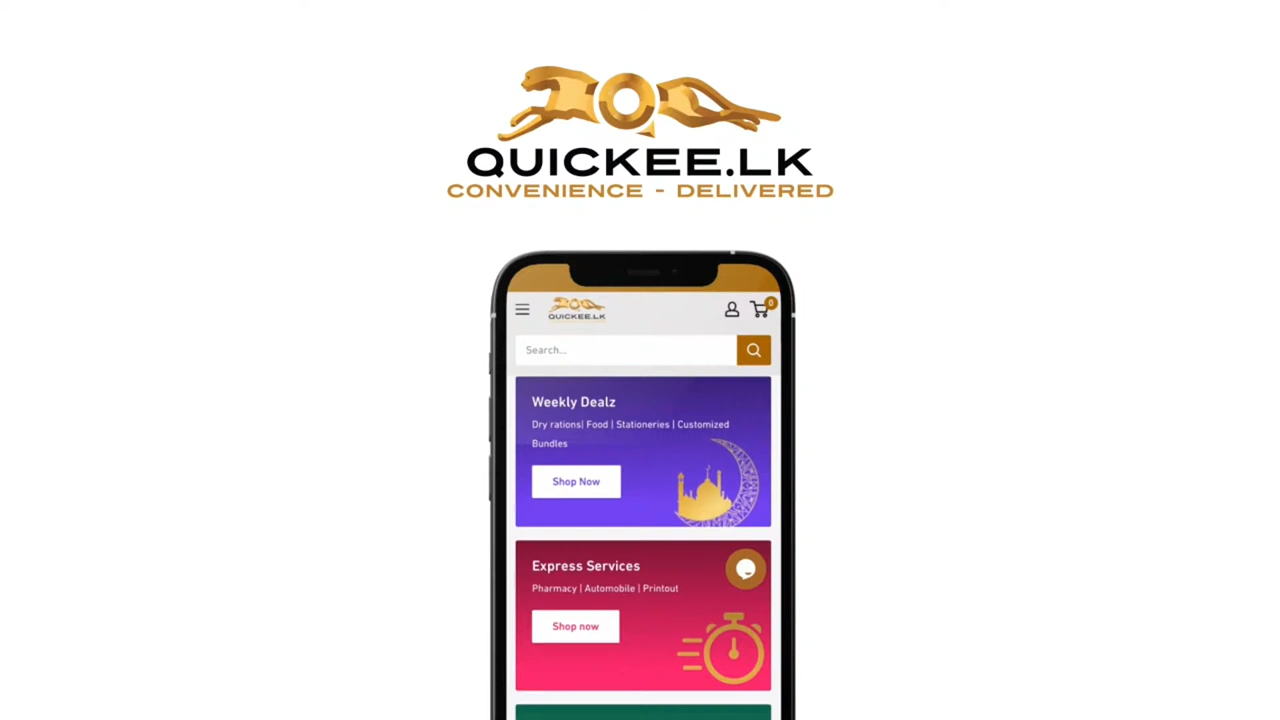 QUICKEE.LK
CONVENIENCE - DELIVERED
QUICKEE.LK
0
Search...
Weekly Dealz
Dry rations| Food | Stationeries | Customized
Bundles
Shop Now
Express Services
Pharmacy | Automobile | Printout
Shop now